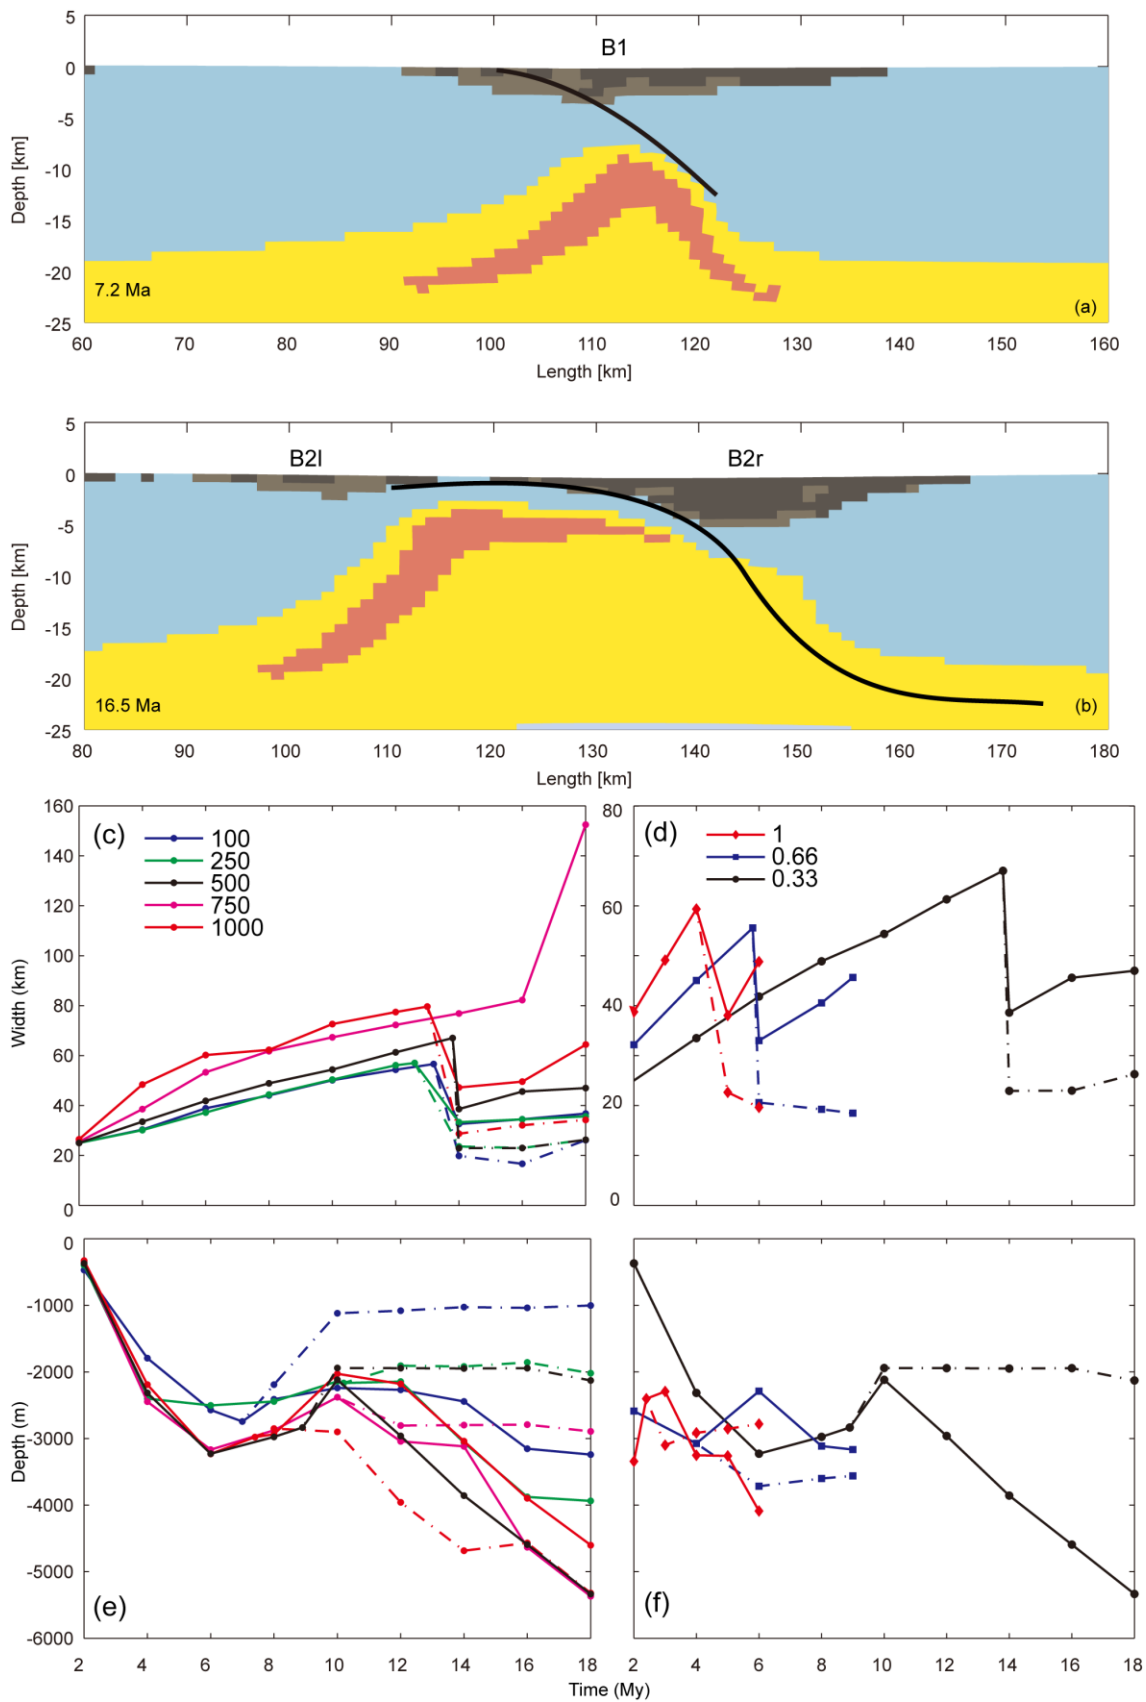 5
B1
0
-5
Depth [km]
-10
-15
-20
7.2 Ma
(a)
-25
60 70 80 90 100 110 120 130 140 150 160
Length [km]
5
B2l B2r
0
-5
Depth [km]
-10
-15
-20
16.5 Ma
(b)
-25
80 90 100 110 120 130 140 150 160 170 180
Length [km]
160
140
120
100
80
60
40
20
0
Width (km)
(c)
100
250
500
750
1000
80
60
40
20
0
(d)
1
0.66
0.33
0
-1000
-2000
-3000
-4000
-5000
-6000
Depth (m)
(e)
2 4 6 8 10 12 14 16 18
(f)
2 4 6 8 10 12 14 16 18
Time (My)